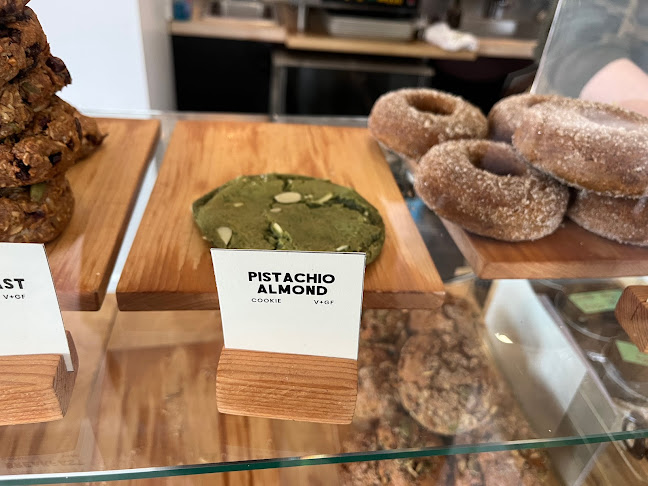 AST
V+GF
PISTACHIO
ALMOND
COOKIE V+GF